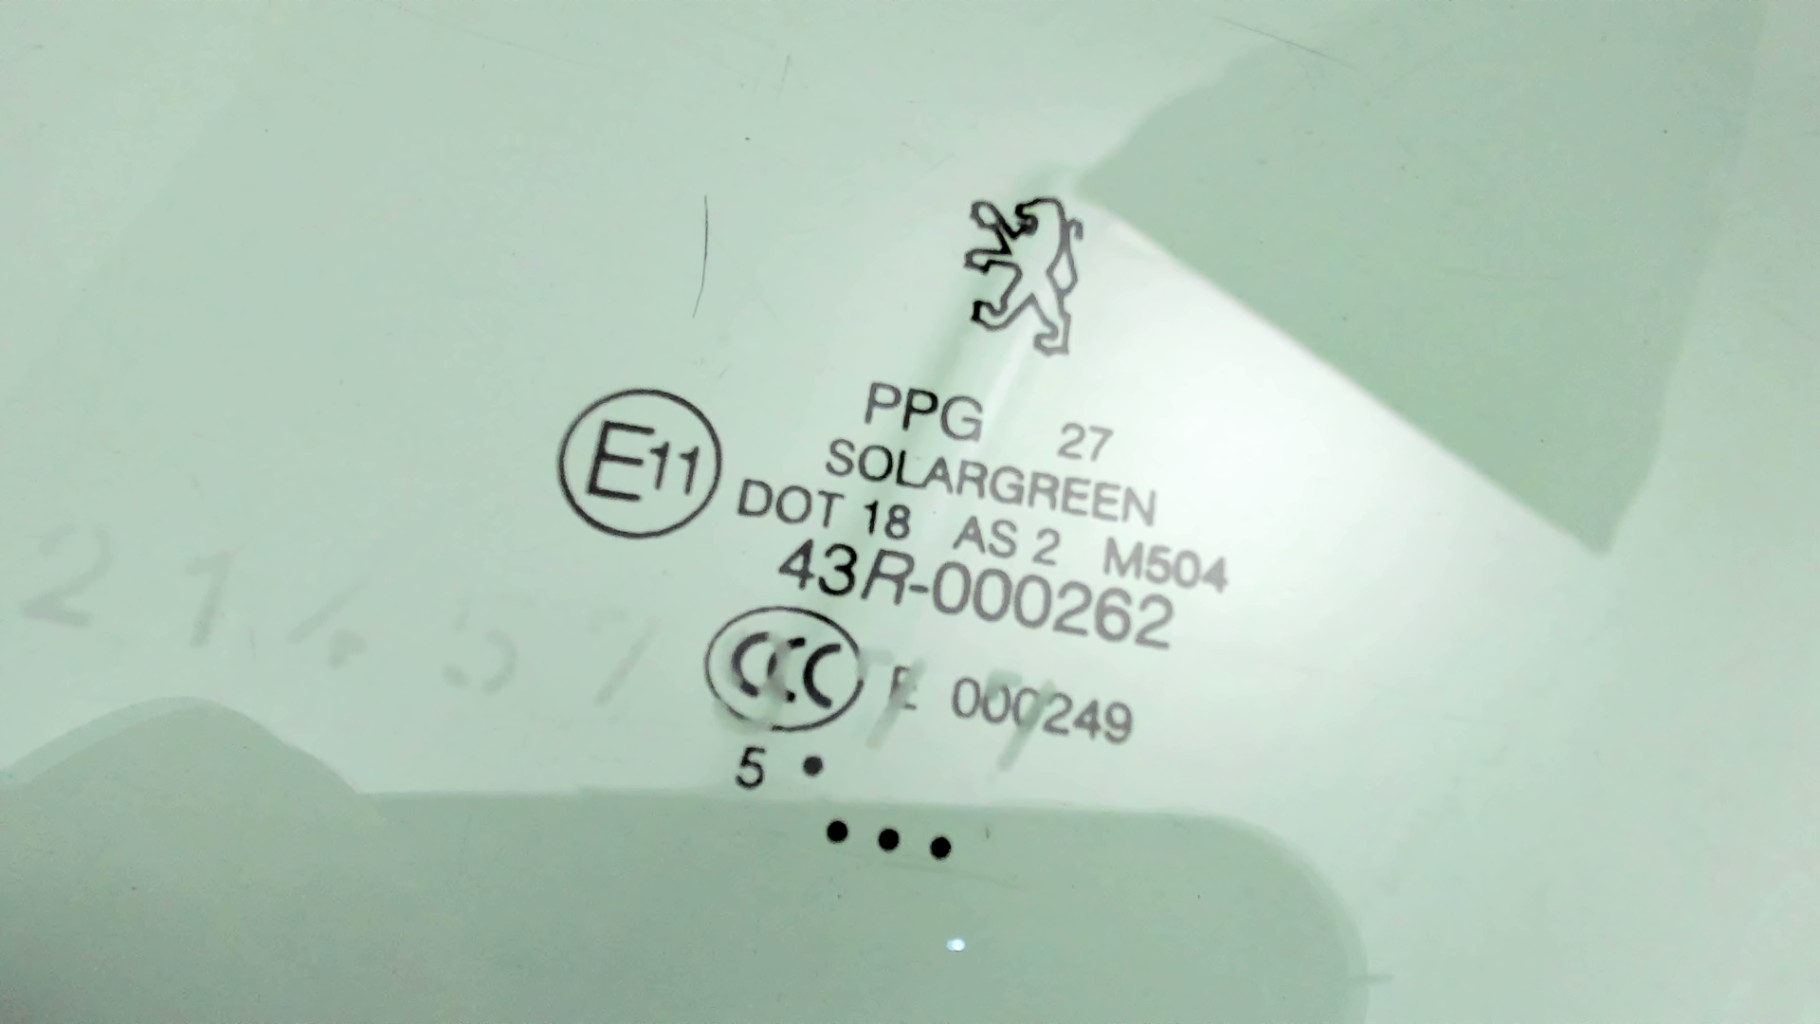 PPG 27
E11
SOLARGREEN
DOT 18 AS 2 M504
43R-000262
CCC E 000249
5 •
• • •